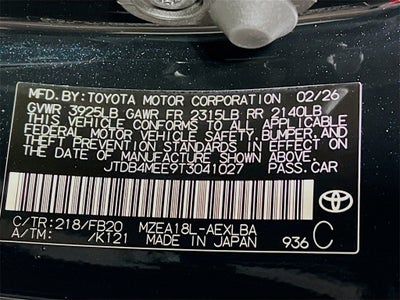 MFD.BY: TOYOTA MOTOR CORPORATION 02/26
GVWR 3925LB GAWR FR 2315LB RR 2140LB
THIS VEHICLE CONFORMS TO ALL APPLICABLE
FEDERAL MOTOR VEHICLE SAFETY, BUMPER, AND
THEFT PREVENTION STANDARDS IN EFFECT ON
THE DATE OF MANUFACTURE SHOWN ABOVE.
JTDB4MEE9T3041027 PASS.CAR
C/TR: 218/FB20 MZEA18L-AEXLBA
A/TM: /K121 MADE IN JAPAN 936 C
TOYOTA